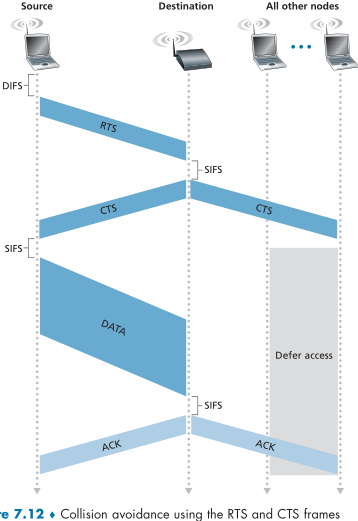 Source
Destination
All other nodes
DIFS
RTS
SIFS
CTS
CTS
SIFS
DATA
Defer access
SIFS
ACK
ACK
re 7.12 ♦ Collision avoidance using the RTS and CTS frames